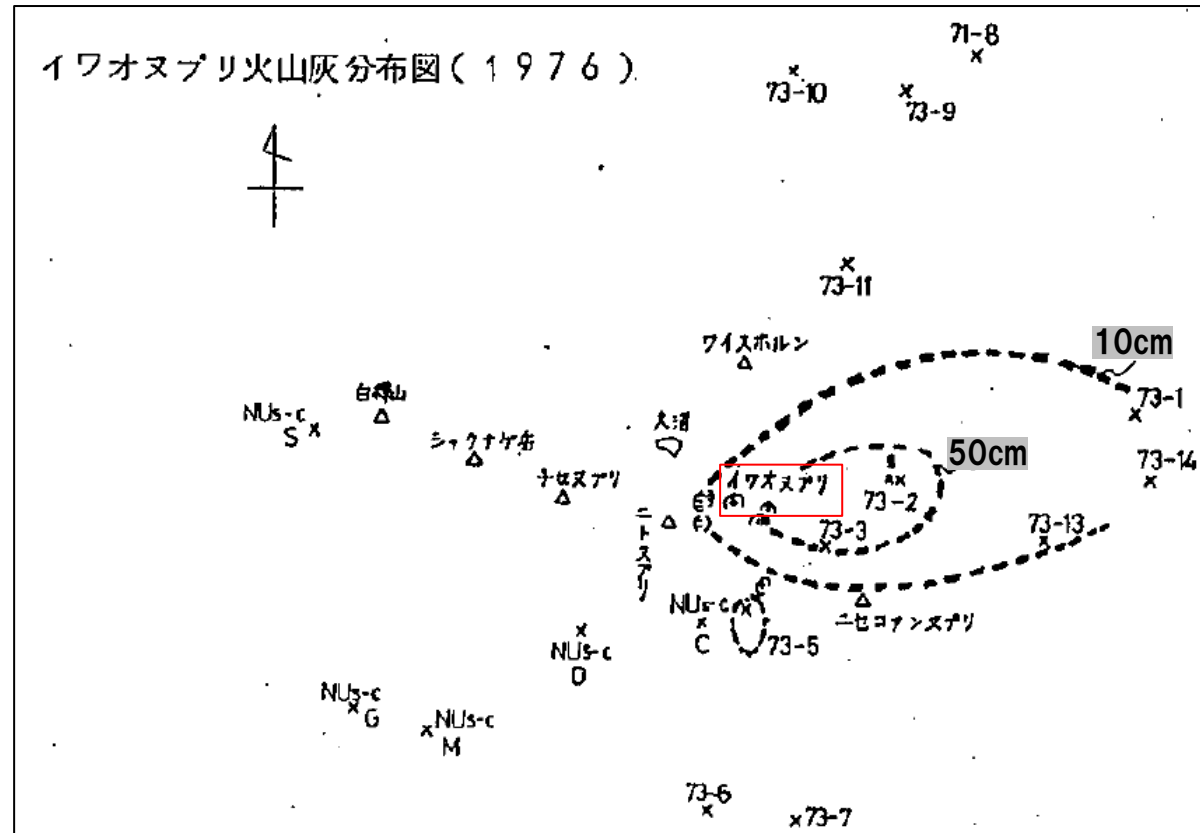 イワオヌプリ火山灰分布図(1976)
71-8
73-10
73-9
73-11
ワイスホルン
10cm
73-1
白樺山
NUs-c
S
シャクナゲ岳
大沼
50cm
イワオヌプリ
73-14
チセヌプリ
73-2
ニトヌプリ
73-3
73-13
NUs-c
C
ニセコアンヌプリ
73-5
NUs-c
D
NUs-c
G
NUs-c
M
73-6
73-7